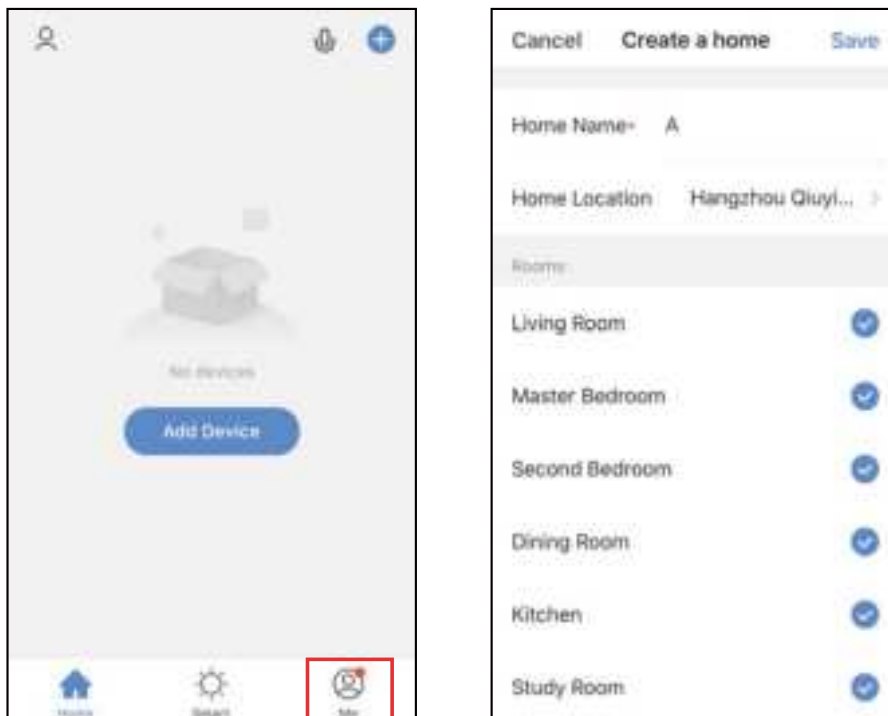 No devices
Add Device
Home
Smart
Me
Cancel Create a home Save
Home Name* A
Home Location Hangzhou Qiuyi...
Rooms
Living Room
Master Bedroom
Second Bedroom
Dining Room
Kitchen
Study Room